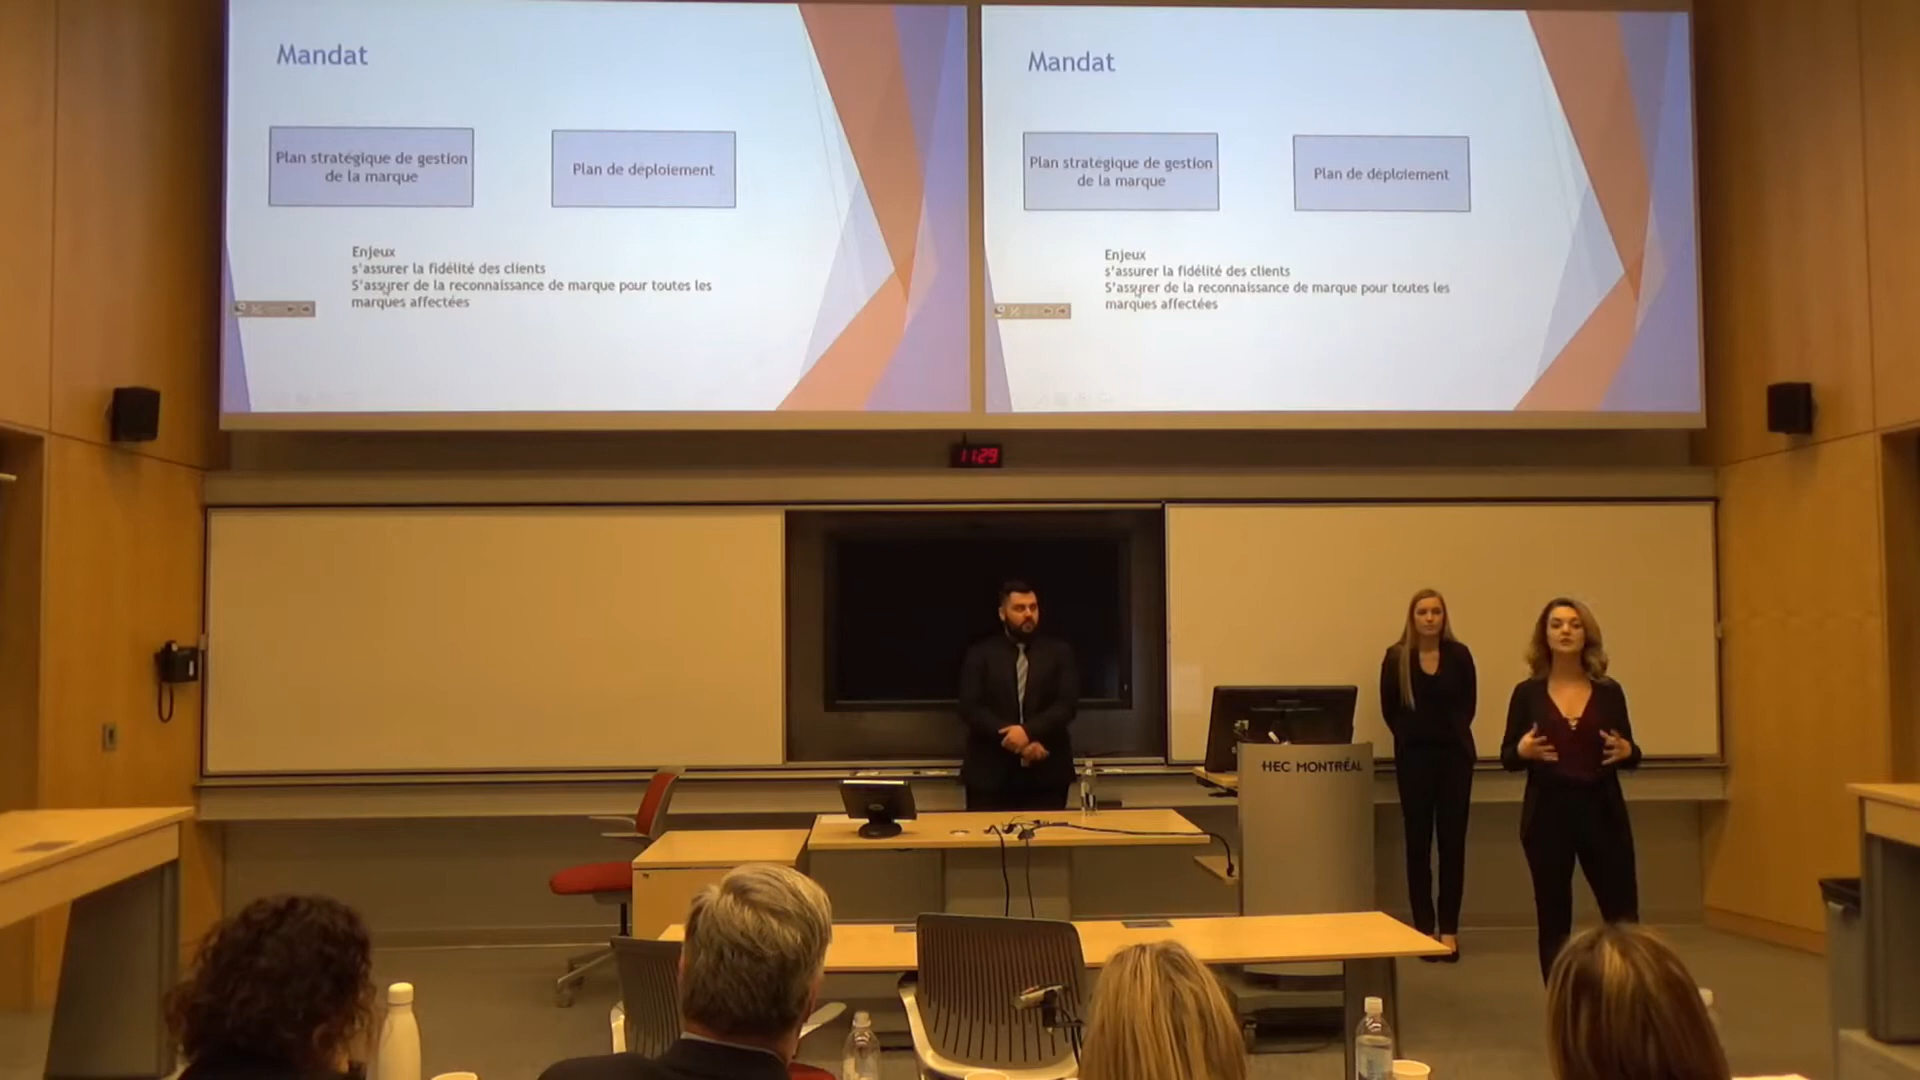 Mandat
Plan stratégique de gestion
de la marque
Plan de déploiement
Enjeux
s'assurer la fidélité des clients
S'assurer de la reconnaissance de marque pour toutes les
marques affectées
Mandat
Plan stratégique de gestion
de la marque
Plan de déploiement
Enjeux
s'assurer la fidélité des clients
S'assurer de la reconnaissance de marque pour toutes les
marques affectées
11:29
HEC MONTRÉAL